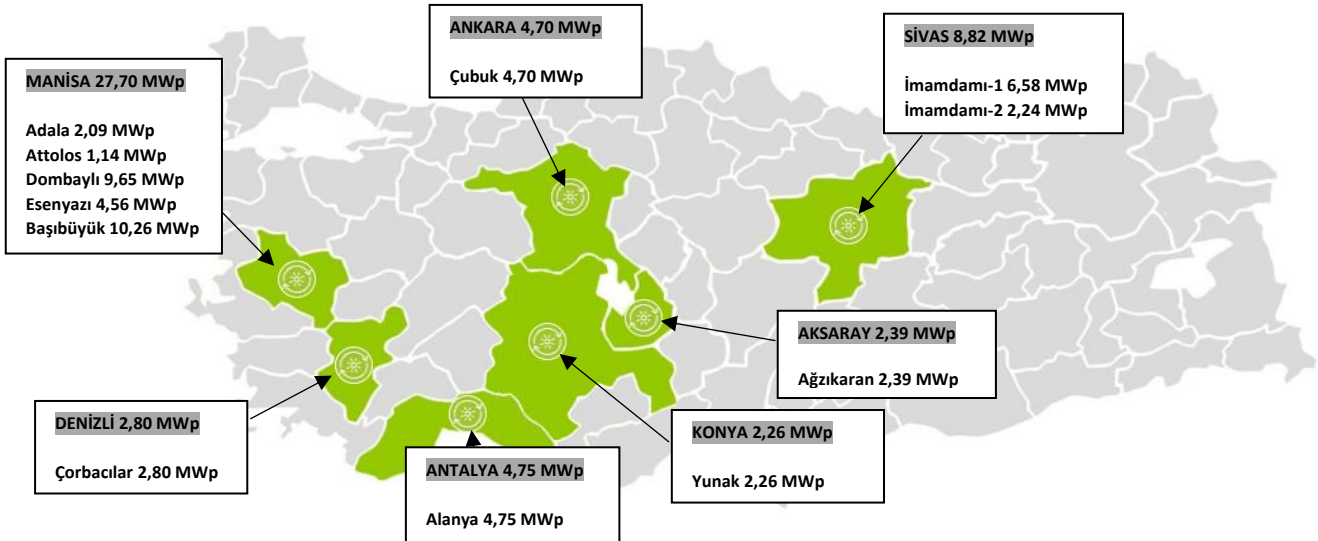 MANİSA 27,70 MWp
Adala 2,09 MWp
Attolos 1,14 MWp
Dombaylı 9,65 MWp
Esenyazı 4,56 MWp
Başıbüyük 10,26 MWp
ANKARA 4,70 MWp
Çubuk 4,70 MWp
SİVAS 8,82 MWp
İmamdamı-1 6,58 MWp
İmamdamı-2 2,24 MWp
AKSARAY 2,39 MWp
Ağzıkaran 2,39 MWp
DENİZLİ 2,80 MWp
Çorbacılar 2,80 MWp
ANTALYA 4,75 MWp
Alanya 4,75 MWp
KONYA 2,26 MWp
Yunak 2,26 MWp